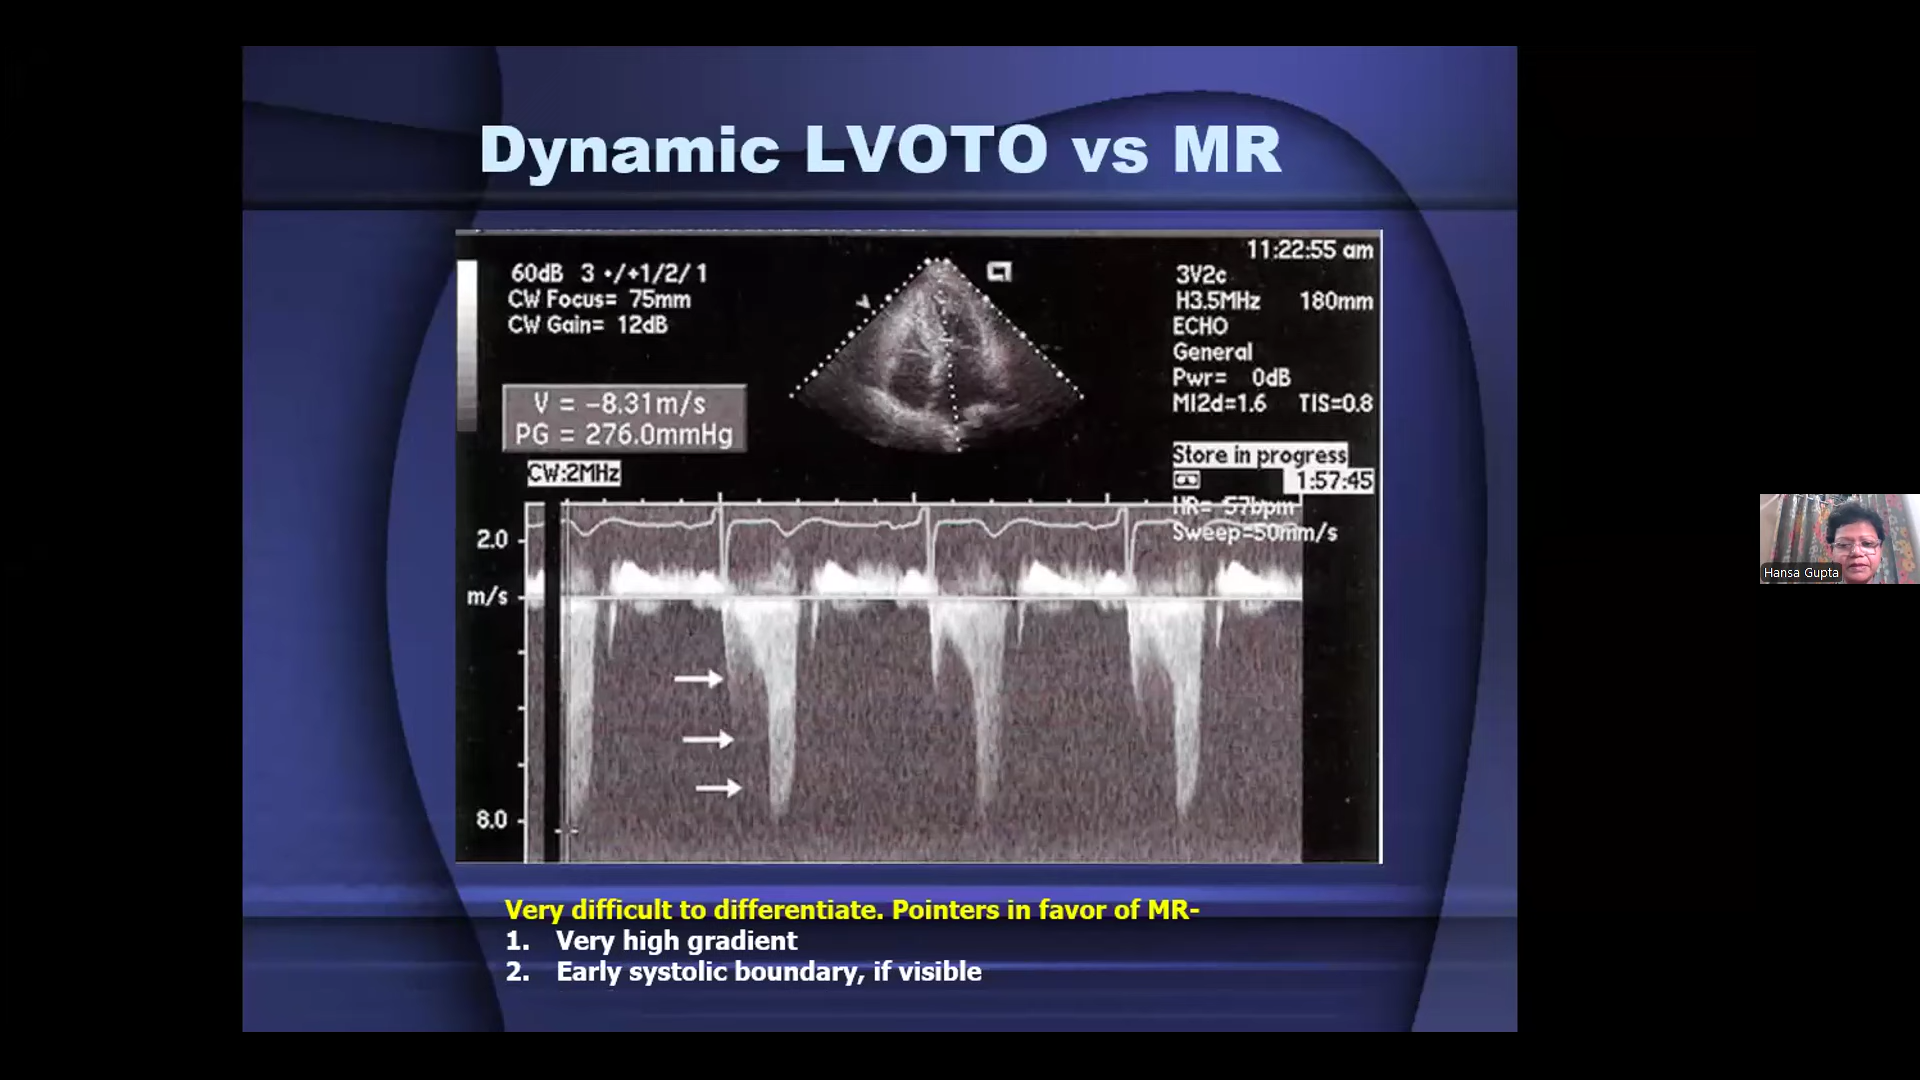 Dynamic LVOTO vs MR
11:22:55 am
60dB 3 •/+1/2/ 1
CW Focus= 75mm
CW Gain= 12dB
3V2c
H3.5MHz 180mm
ECHO
General
Pwr= 0dB
MI2d=1.6 TIS=0.8
V = -8.31m/s
PG = 276.0mmHg
CW:2MHz
Store in progress
1:57:45
HR= 57bpm
Sweep=50mm/s
2.0
m/s
8.0
Hansa Gupta
Very difficult to differentiate. Pointers in favor of MR-
1. Very high gradient
2. Early systolic boundary, if visible